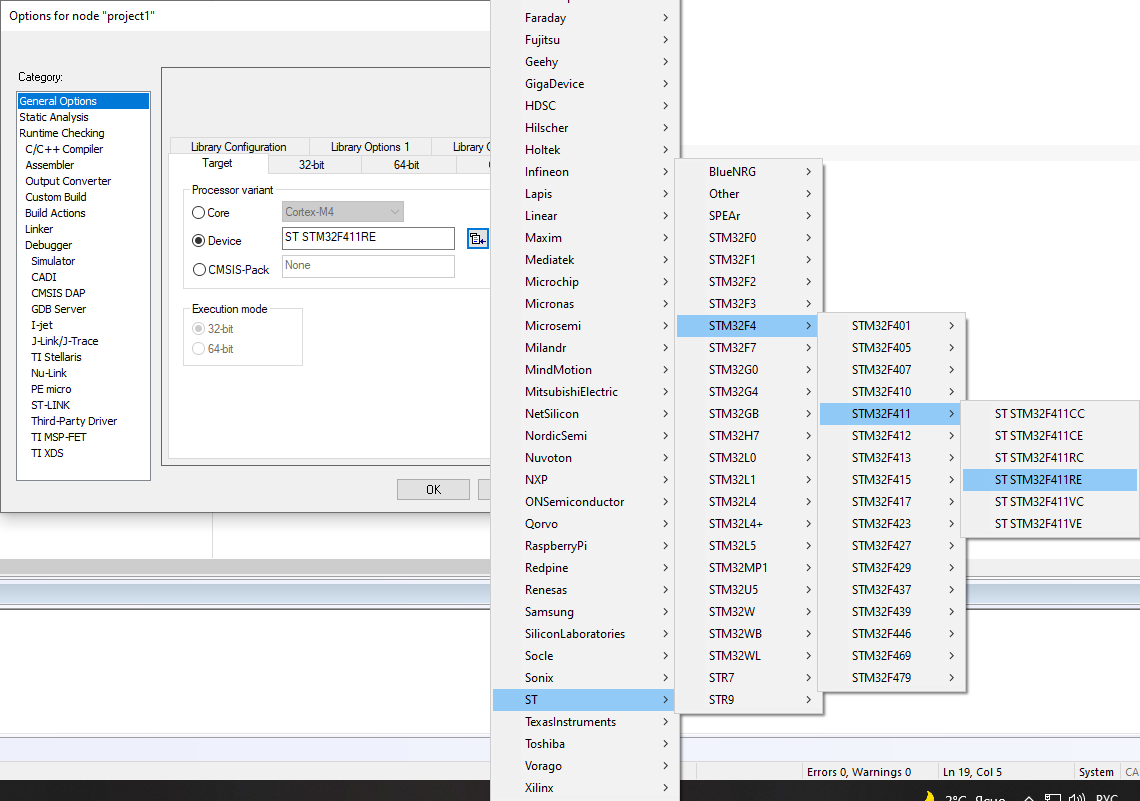 Options for node "project1"
Category:
General Options
Static Analysis
Runtime Checking
C/C++ Compiler
Assembler
Output Converter
Custom Build
Build Actions
Linker
Debugger
Simulator
CADI
CMSIS DAP
GDB Server
I-jet
J-Link/J-Trace
TI Stellaris
Nu-Link
PE micro
ST-LINK
Third-Party Driver
TI MSP-FET
TI XDS
Library Configuration
Library Options 1
Target
32-bit
64-bit
Processor variant
Core
Cortex-M4
Device
ST STM32F411RE
CMSIS-Pack
None
Execution mode
32-bit
64-bit
OK
Faraday
Fujitsu
Geehy
GigaDevice
HDSC
Hilscher
Holtek
Infineon
Lapis
Linear
Maxim
Mediatek
Microchip
Micronas
Microsemi
Milandr
MindMotion
MitsubishiElectric
NetSilicon
NordicSemi
Nuvoton
NXP
ONSemiconductor
Qorvo
RaspberryPi
Redpine
Renesas
Samsung
SiliconLaboratories
Socle
Sonix
ST
TexasInstruments
Toshiba
Vorago
Xilinx
BlueNRG
Other
SPEAr
STM32F0
STM32F1
STM32F2
STM32F3
STM32F4
STM32F7
STM32G0
STM32G4
STM32GB
STM32H7
STM32L0
STM32L1
STM32L4
STM32L4+
STM32L5
STM32MP1
STM32U5
STM32W
STM32WB
STM32WL
STR7
STR9
STM32F401
STM32F405
STM32F407
STM32F410
STM32F411
STM32F412
STM32F413
STM32F415
STM32F417
STM32F423
STM32F427
STM32F429
STM32F437
STM32F439
STM32F446
STM32F469
STM32F479
ST STM32F411CC
ST STM32F411CE
ST STM32F411RC
ST STM32F411RE
ST STM32F411VC
ST STM32F411VE
Errors 0, Warnings 0
Ln 19, Col 5
System